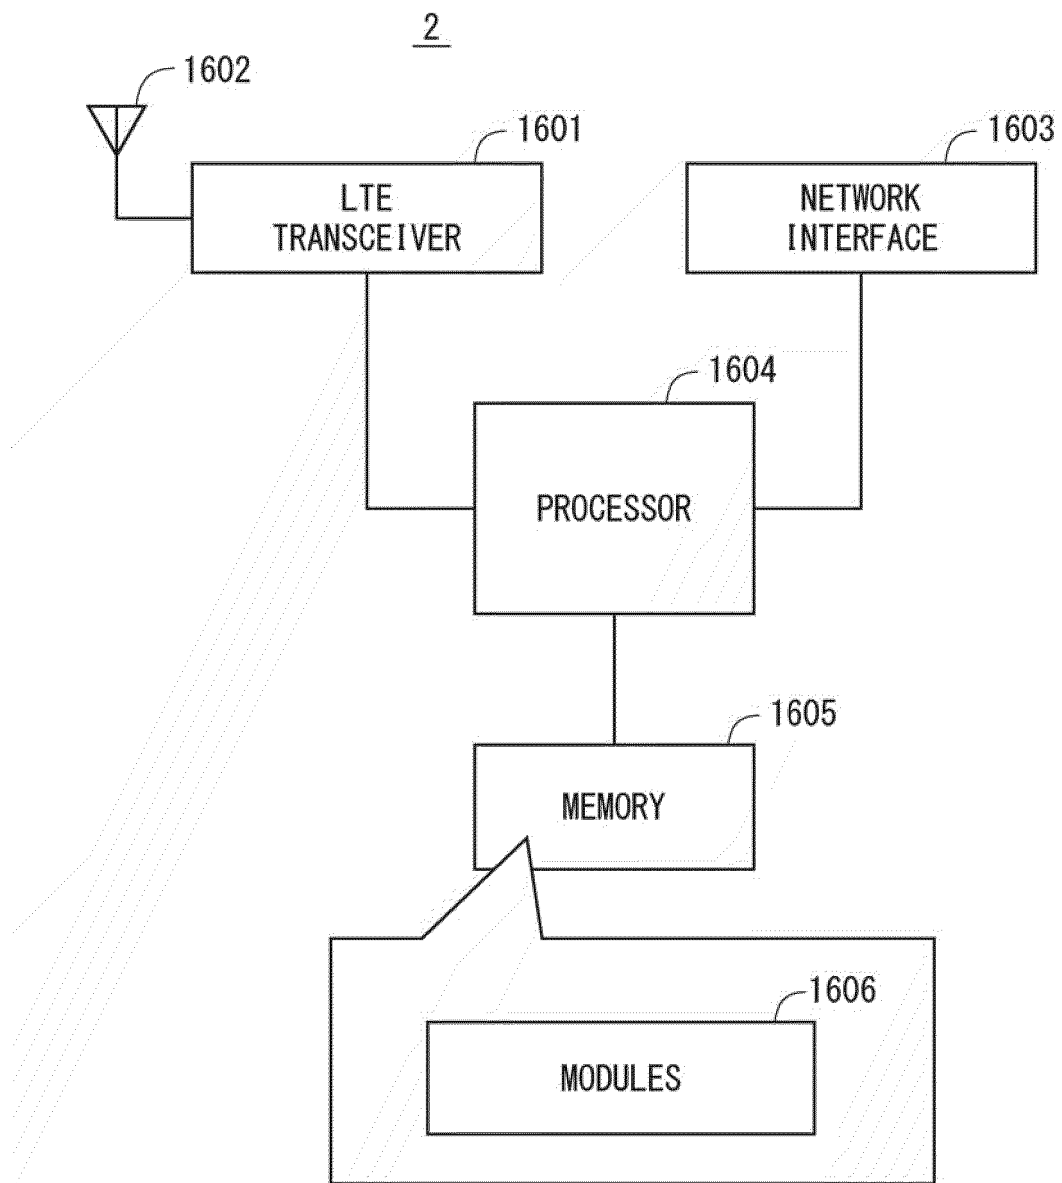 2
1602
1601
1603
LTE
TRANSCEIVER
NETWORK
INTERFACE
1604
PROCESSOR
1605
MEMORY
1606
MODULES